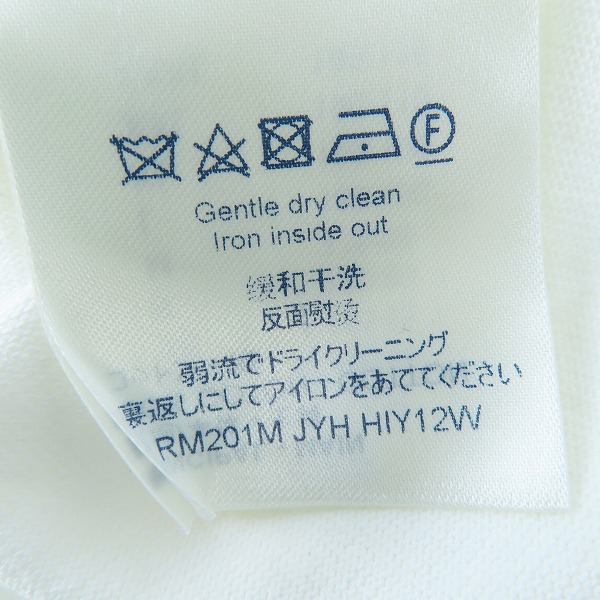 F
Gentle dry clean
Iron inside out
缓和干洗
反面熨烫
弱流でドライクリーニング
裏返しにしてアイロンをあててください
RM201M JYH HIY12W